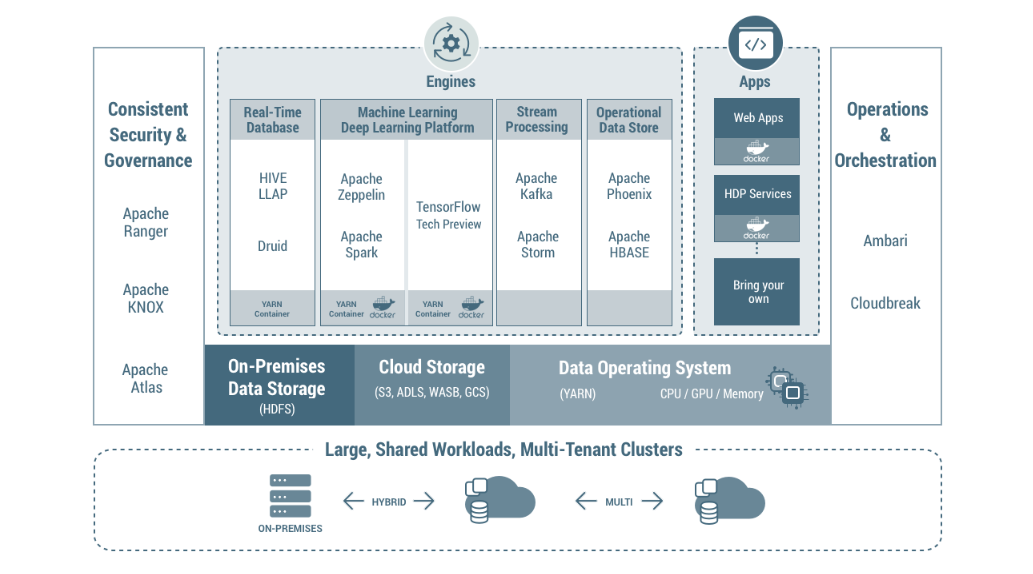 Consistent
Security &
Governance
Apache
Ranger
Apache
KNOX
Apache
Atlas
Engines
Real-Time
Database
HIVE
LLAP
Druid
YARN
Container
Machine Learning
Deep Learning Platform
Apache
Zeppelin
Apache
Spark
YARN
Container
docker
TensorFlow
Tech Preview
YARN
Container
docker
Stream
Processing
Apache
Kafka
Apache
Storm
Operational
Data Store
Apache
Phoenix
Apache
HBASE
Apps
Web Apps
docker
HDP Services
docker
Bring your
own
Operations
&
Orchestration
Ambari
Cloudbreak
On-Premises
Data Storage
(HDFS)
Cloud Storage
(S3, ADLS, WASB, GCS)
Data Operating System
(YARN) CPU / GPU / Memory
Large, Shared Workloads, Multi-Tenant Clusters
ON-PREMISES
HYBRID
MULTI